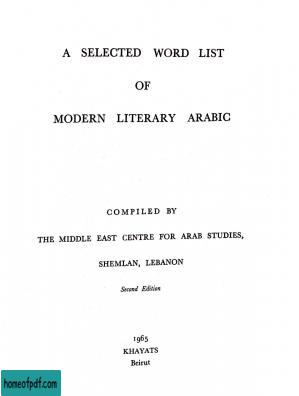 A SELECTED WORD LIST
OF
MODERN LITERARY ARABIC
COMPILED BY
THE MIDDLE EAST CENTRE FOR ARAB STUDIES,
SHEMLAN, LEBANON
Second Edition
1965
KHAYATS
Beirut
homeofpdf.com